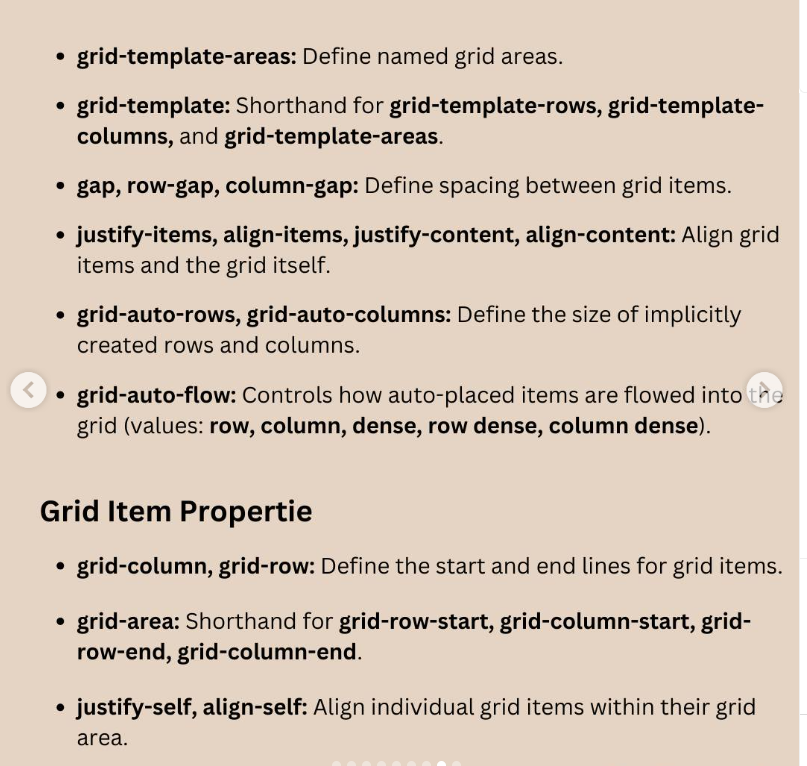 • grid-template-areas: Define named grid areas.
• grid-template: Shorthand for grid-template-rows, grid-template-
columns, and grid-template-areas.
• gap, row-gap, column-gap: Define spacing between grid items.
• justify-items, align-items, justify-content, align-content: Align grid
items and the grid itself.
• grid-auto-rows, grid-auto-columns: Define the size of implicitly
created rows and columns.
• grid-auto-flow: Controls how auto-placed items are flowed into the
grid (values: row, column, dense, row dense, column dense).
Grid Item Propertie
• grid-column, grid-row: Define the start and end lines for grid items.
• grid-area: Shorthand for grid-row-start, grid-column-start, grid-
row-end, grid-column-end.
• justify-self, align-self: Align individual grid items within their grid
area.